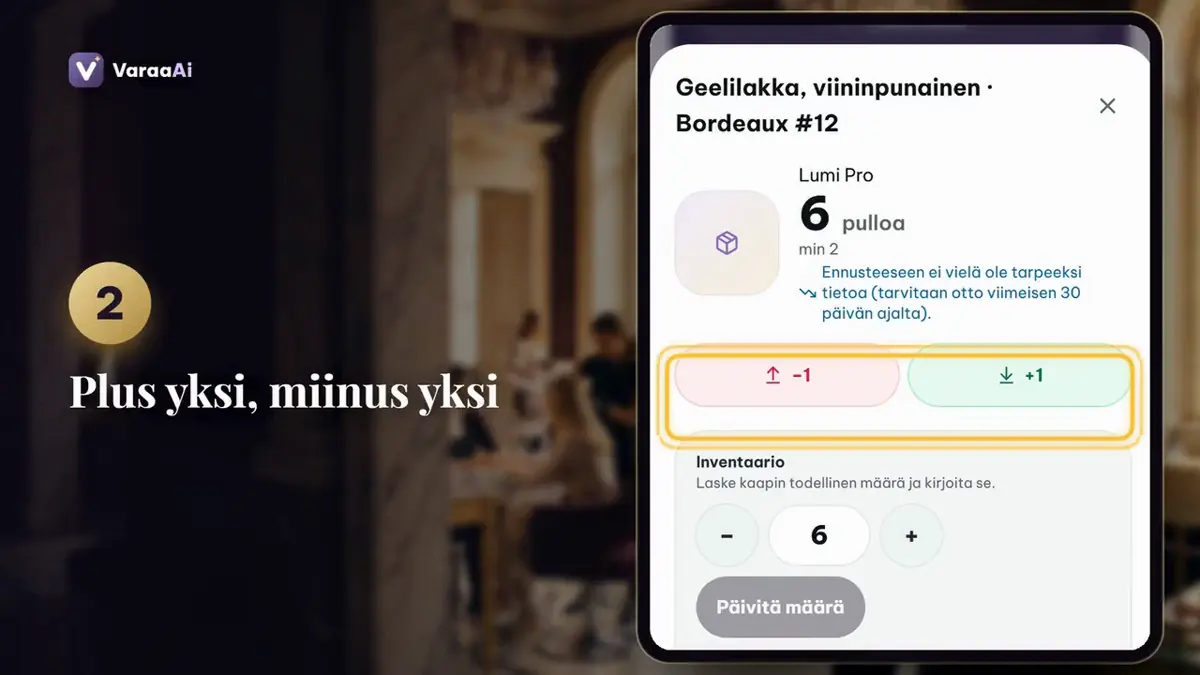 VaraaAi
2
Plus yksi, miinus yksi
Geelilakka, viininpunainen ·
Bordeaux #12
Lumi Pro
6 pulloa
min 2
Ennusteeseen ei vielä ole tarpeeksi
tietoa (tarvitaan otto viimeisen 30
päivän ajalta).
−1
+1
Inventaario
Laske kaapin todellinen määrä ja kirjoita se.
− 6 +
Päivitä määrä